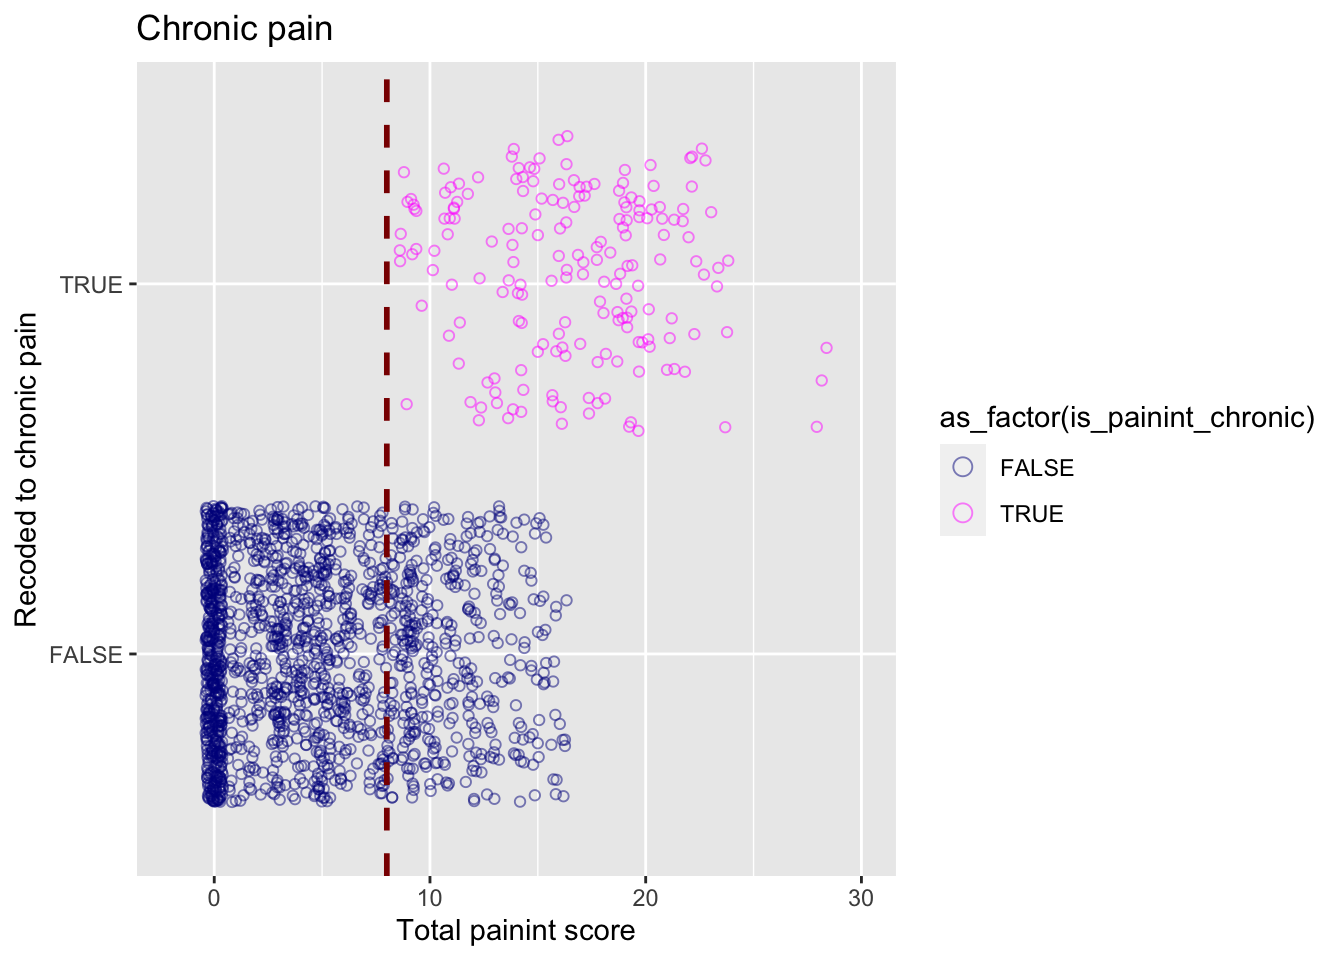 Chronic pain
TRUE
FALSE
Recoded to chronic pain
0 10 20 30
Total painint score
as_factor(is_painint_chronic)
FALSE
TRUE